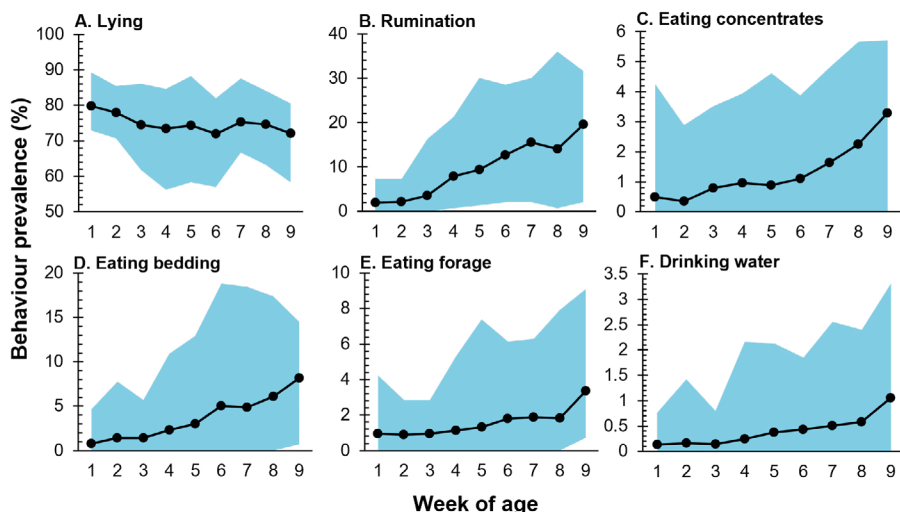 A. Lying
B. Rumination
C. Eating concentrates
100
90
80
70
60
50
1 2 3 4 5 6 7 8 9
40
30
20
10
0
1 2 3 4 5 6 7 8 9
6
5
4
3
2
1
0
1 2 3 4 5 6 7 8 9
Behaviour prevalence (%)
D. Eating bedding
E. Eating forage
F. Drinking water
20
15
10
5
0
1 2 3 4 5 6 7 8 9
10
8
6
4
2
0
1 2 3 4 5 6 7 8 9
3.5
3
2.5
2
1.5
1
0.5
0
1 2 3 4 5 6 7 8 9
Week of age